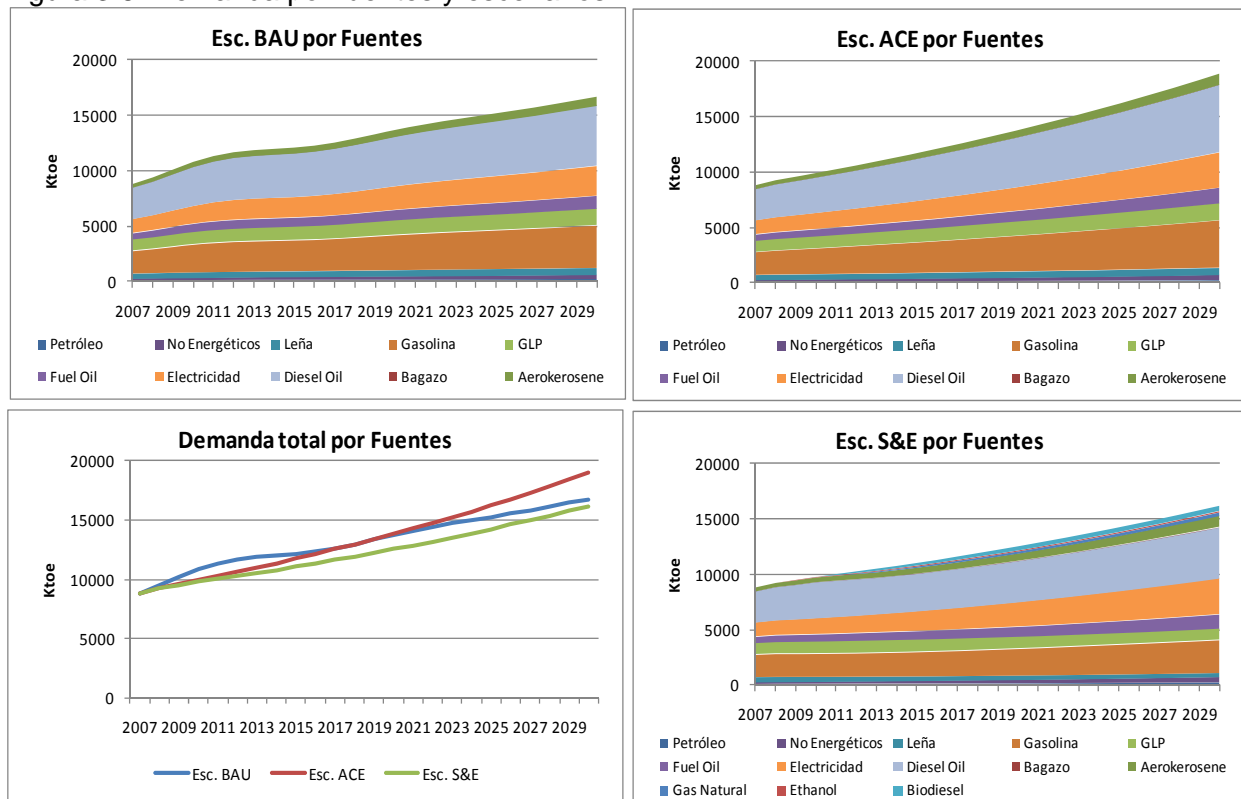 Esc. BAU por Fuentes
20000
15000
10000
5000
0
Ktoe
2007 2009 2011 2013 2015 2017 2019 2021 2023 2025 2027 2029
Petróleo No Energéticos Leña Gasolina GLP
Fuel Oil Electricidad Diesel Oil Bagazo Aerokerosene
Esc. ACE por Fuentes
20000
15000
10000
5000
0
Ktoe
2007 2009 2011 2013 2015 2017 2019 2021 2023 2025 2027 2029
Petróleo No Energéticos Leña Gasolina GLP
Fuel Oil Electricidad Diesel Oil Bagazo Aerokerosene
Demanda total por Fuentes
20000
15000
10000
5000
0
Ktoe
2007 2009 2011 2013 2015 2017 2019 2021 2023 2025 2027 2029
Esc. BAU Esc. ACE Esc. S&E
Esc. S&E por Fuentes
20000
15000
10000
5000
0
Ktoe
2007 2009 2011 2013 2015 2017 2019 2021 2023 2025 2027 2029
Petróleo No Energéticos Leña Gasolina GLP
Fuel Oil Electricidad Diesel Oil Bagazo Aerokerosene
Gas Natural Ethanol Biodiesel